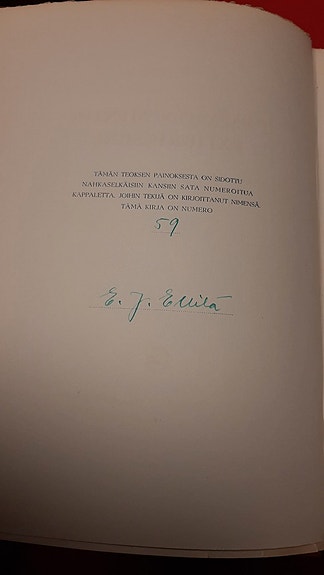 TÄMÄN TEOKSEN PAINOKSESTA ON SIDOTTU
NAHKASELKÄISIIN KANSIIN SATA NUMEROITUA
KAPPALETTA, JOIHIN TEKIJÄ ON KIRJOITTANUT NIMENSÄ.
TÄMÄ KIRJA ON NUMERO
59
E. J. Ellilä